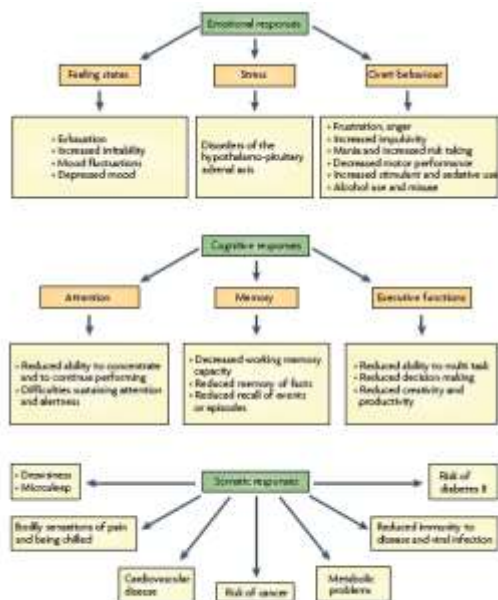 Emotional responses
Feeling states
Stress
Overt behaviour
• Exhaustion
• Increased irritability
• Mood fluctuations
• Depressed mood
Disorders of the
hypothalamo-pituitary
adrenal axis
• Frustration, anger
• Increased impulsivity
• Mania and increased risk taking
• Decreased motor performance
• Increased stimulant and sedative use
• Alcohol use and misuse
Cognitive responses
Attention
Memory
Executive functions
• Reduced ability to concentrate
and to continue performing
• Difficulties sustaining attention
and alertness
• Decreased working memory
capacity
• Reduced memory of facts
• Reduced recall of events
or episodes
• Reduced ability to multi task
• Reduced decision-making
• Reduced creativity and
productivity
Somatic responses
• Drowsiness
• Microsleep
Risk of
diabetes II
Bodily sensations of pain
and being chilled
Reduced immunity to
disease and viral infection
Cardiovascular
disease
Risk of cancer
Metabolic
problems